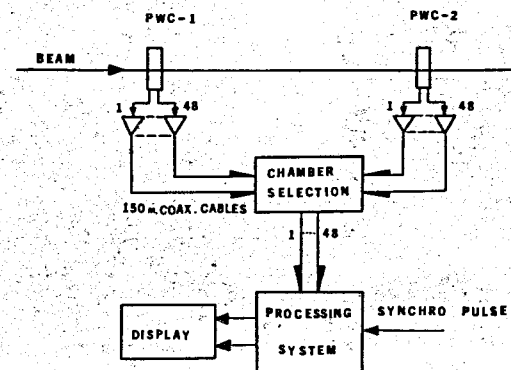 PWC-1
PWC-2
BEAM
1
48
1
48
CHAMBER
SELECTION
150 m. COAX. CABLES
1
48
PROCESSING
SYSTEM
SYNCHRO PULSE
DISPLAY